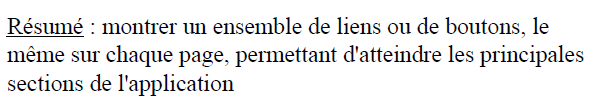 Résumé : montrer un ensemble de liens ou de boutons, le
même sur chaque page, permettant d'atteindre les principales
sections de l'application